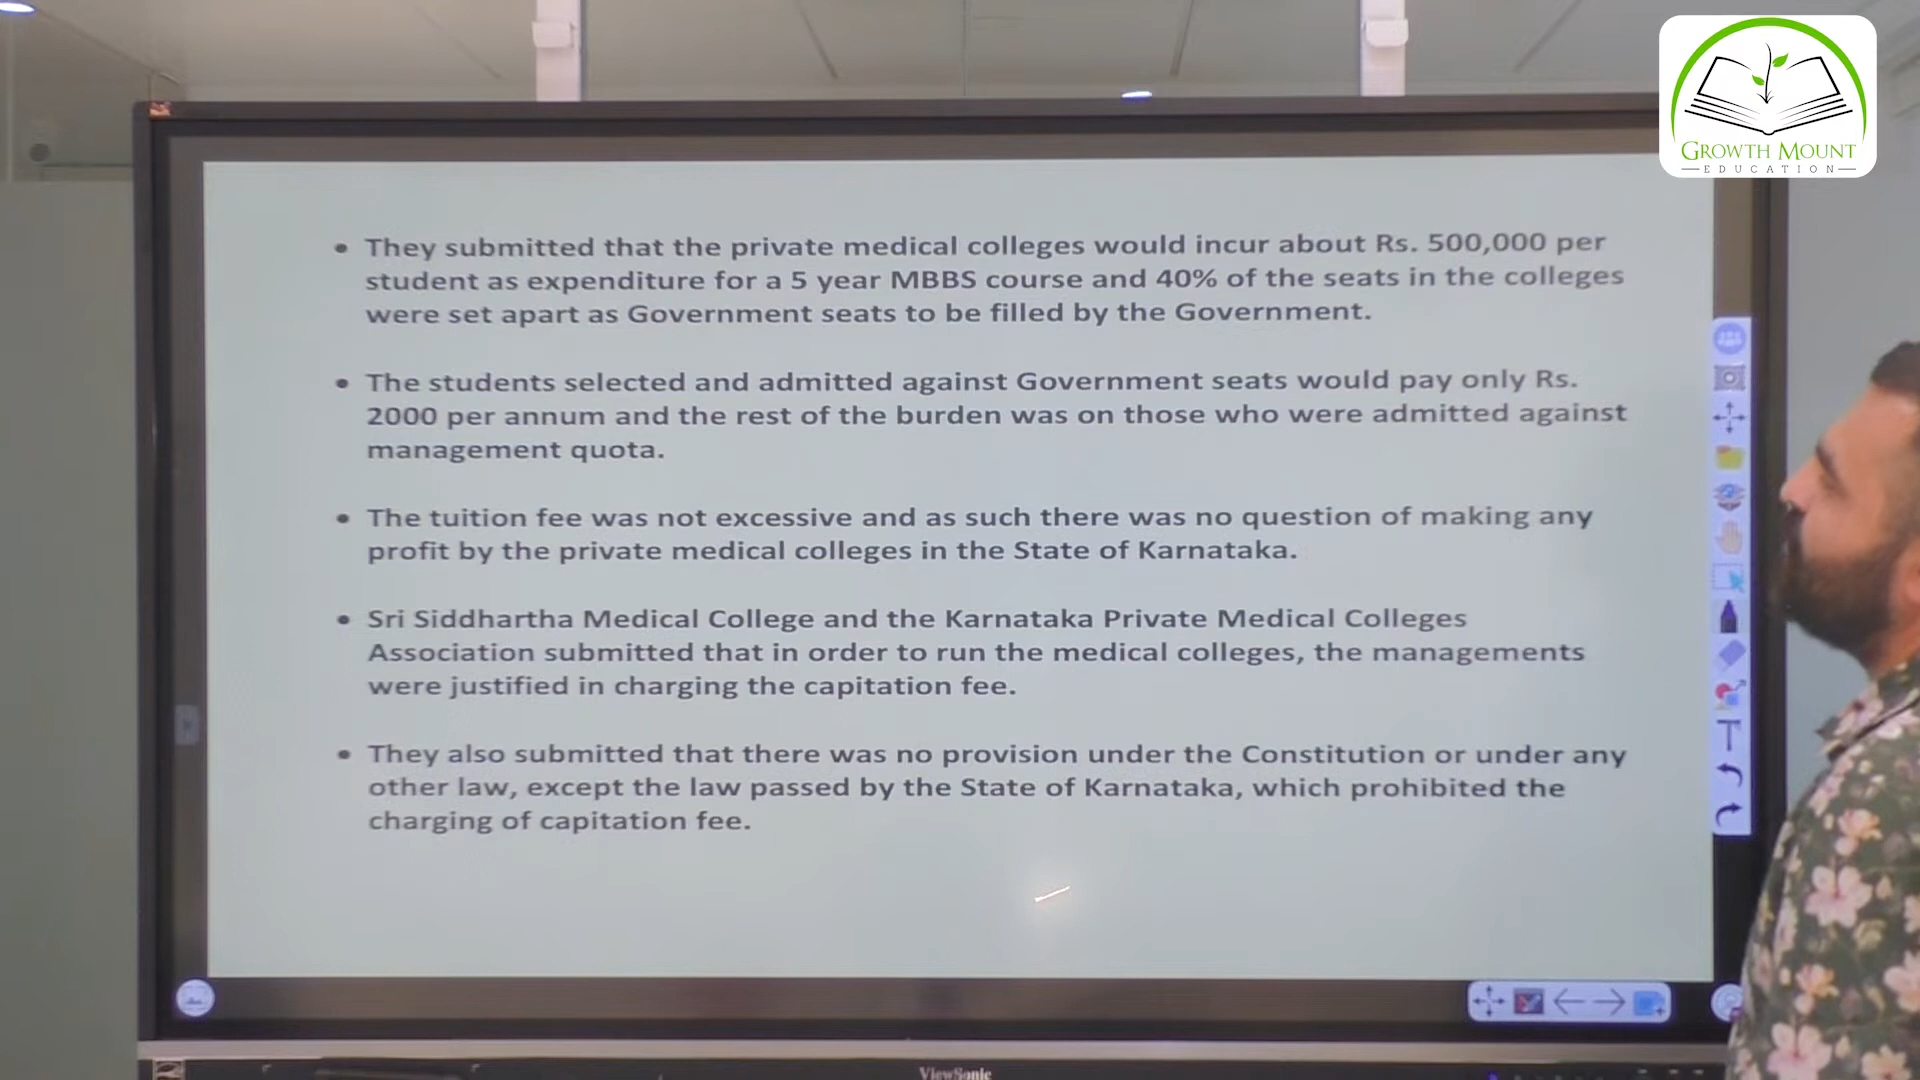 GROWTH MOUNT
EDUCATION
• They submitted that the private medical colleges would incur about Rs. 500,000 per
student as expenditure for a 5 year MBBS course and 40% of the seats in the colleges
were set apart as Government seats to be filled by the Government.
• The students selected and admitted against Government seats would pay only Rs.
2000 per annum and the rest of the burden was on those who were admitted against
management quota.
• The tuition fee was not excessive and as such there was no question of making any
profit by the private medical colleges in the State of Karnataka.
• Sri Siddhartha Medical College and the Karnataka Private Medical Colleges
Association submitted that in order to run the medical colleges, the managements
were justified in charging the capitation fee.
• They also submitted that there was no provision under the Constitution or under any
other law, except the law passed by the State of Karnataka, which prohibited the
charging of capitation fee.
ViewSonic